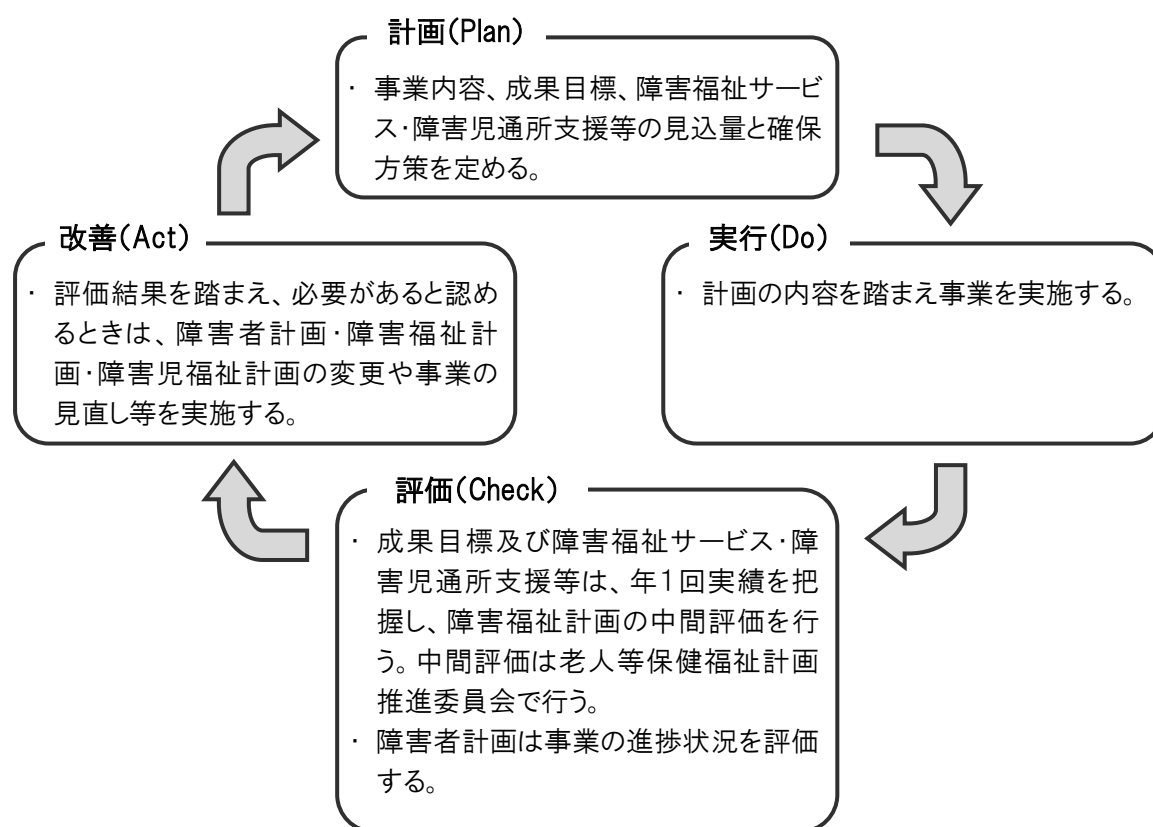 計画(Plan)
・ 事業内容、成果目標、障害福祉サービ
ス・障害児通所支援等の見込量と確保
方策を定める。
改善(Act)
・ 評価結果を踏まえ、必要があると認め
るときは、障害者計画・障害福祉計
画・障害児福祉計画の変更や事業の
見直し等を実施する。
実行(Do)
・ 計画の内容を踏まえ事業を実施する。
評価(Check)
・ 成果目標及び障害福祉サービス・障
害児通所支援等は、年1回実績を把
握し、障害福祉計画の中間評価を行
う。中間評価は老人等保健福祉計画
推進委員会で行う。
・ 障害者計画は事業の進捗状況を評価
する。